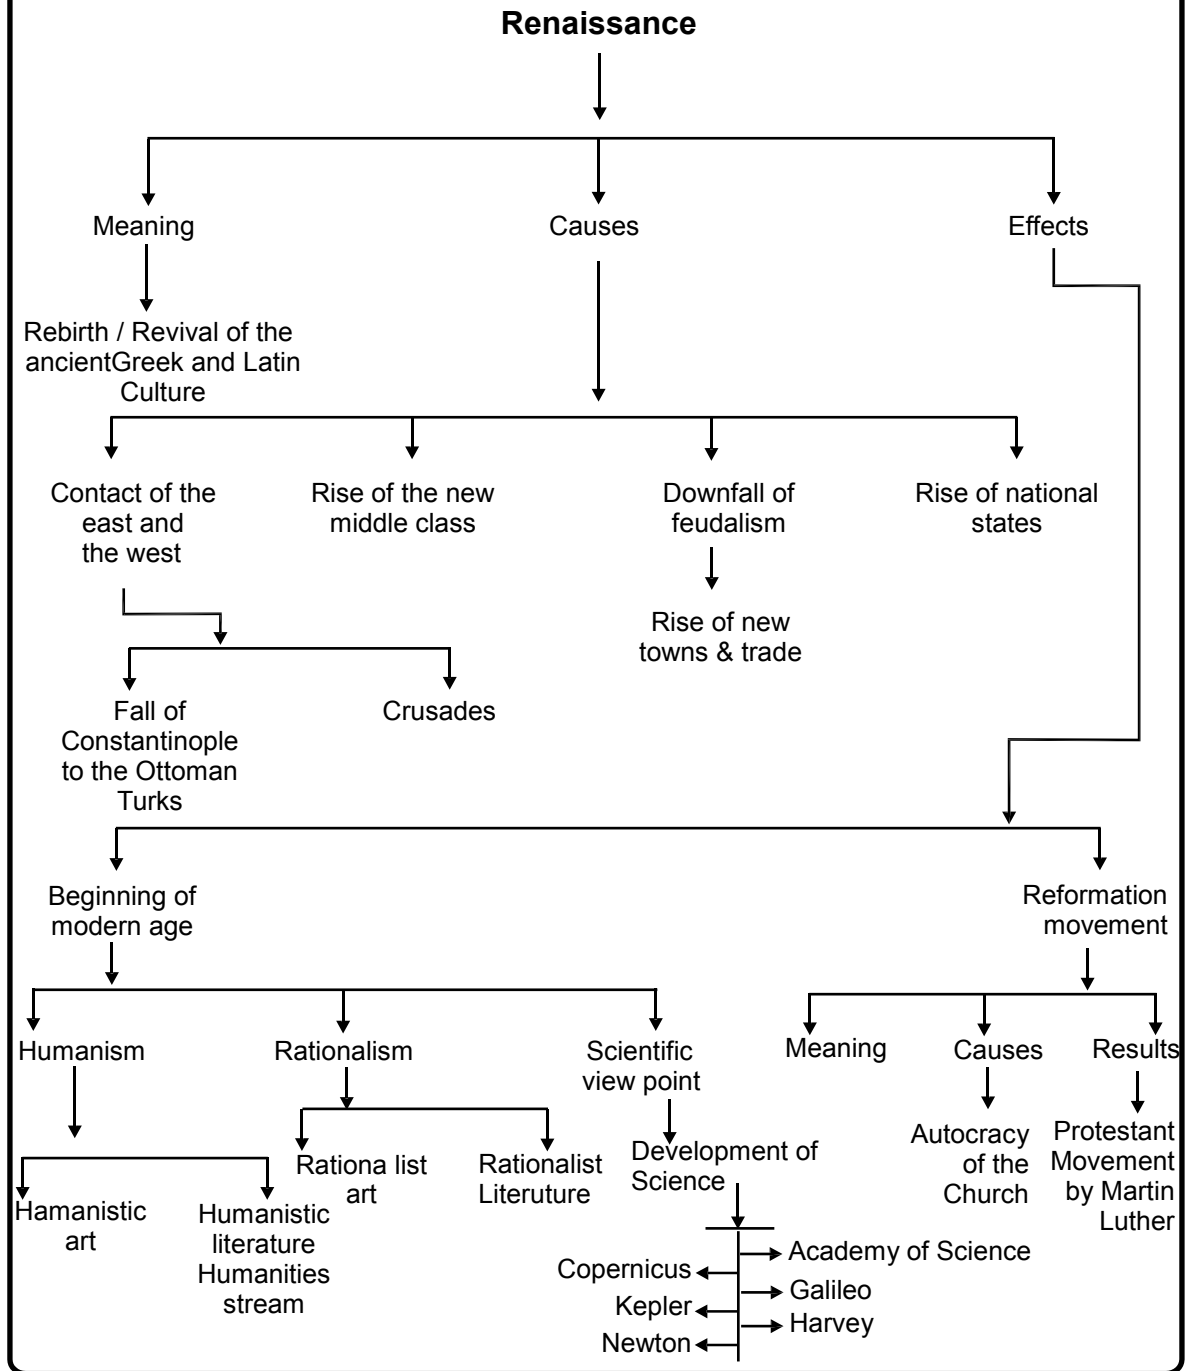 Renaissance
Meaning
Causes
Effects
Rebirth / Revival of the
ancientGreek and Latin
Culture
Contact of the
east and
the west
Rise of the new
middle class
Downfall of
feudalism
Rise of national
states
Rise of new
towns & trade
Fall of
Constantinople
to the Ottoman
Turks
Crusades
Beginning of
modern age
Reformation
movement
Humanism
Rationalism
Scientific
view point
Meaning
Causes
Results
Hamanistic
art
Humanistic
literature
Humanities
stream
Rationa list
art
Rationalist
Literuture
Development of
Science
Autocracy
of the
Church
Protestant
Movement
by Martin
Luther
Academy of Science
Copernicus
Galileo
Kepler
Harvey
Newton